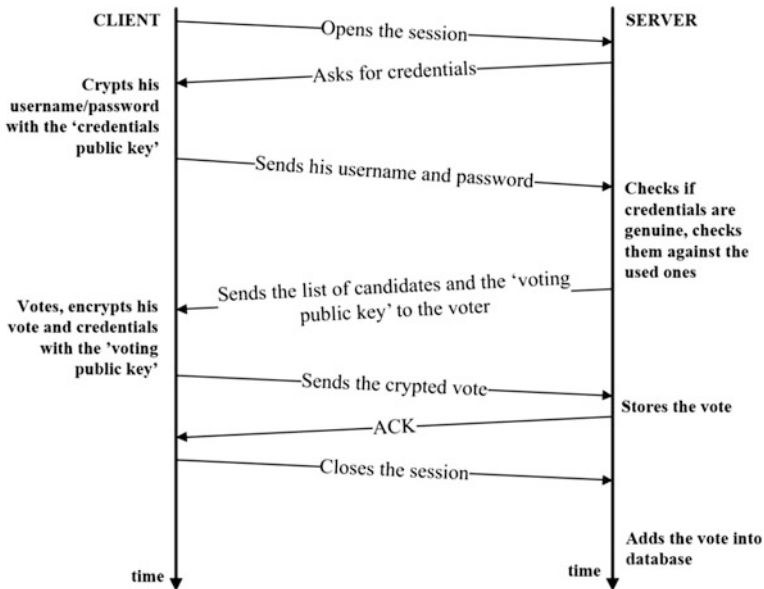 CLIENT
SERVER
Opens the session
Asks for credentials
Crypts his
username/password
with the ‘credentials
public key’
Sends his username and password
Checks if
credentials are
genuine, checks
them against the
used ones
Sends the list of candidates and the ‘voting
public key’ to the voter
Votes, encrypts his
vote and credentials
with the ’voting
public key’
Sends the crypted vote
Stores the vote
ACK
Closes the session
Adds the vote into
database
time
time